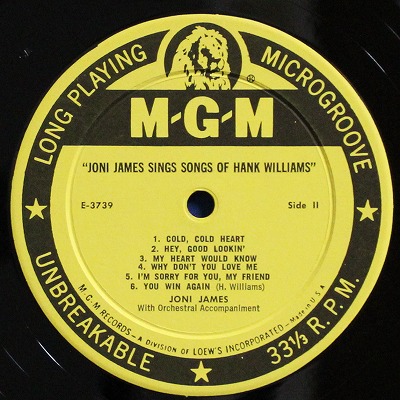 LONG PLAYING
MICROGROOVE
®
M-G-M
"JONI JAMES SINGS SONGS OF HANK WILLIAMS"
E-3739
Side II
1. COLD, COLD HEART
2. HEY, GOOD LOOKIN'
3. MY HEART WOULD KNOW
4. WHY DON'T YOU LOVE ME
5. I'M SORRY FOR YOU, MY FRIEND
6. YOU WIN AGAIN (H. Williams)
JONI JAMES
With Orchestral Accompaniment
UNBREAKABLE
33⅓ R.P.M.
M-G-M RECORDS—A DIVISION OF LOEW'S INCORPORATED—Made in U.S.A